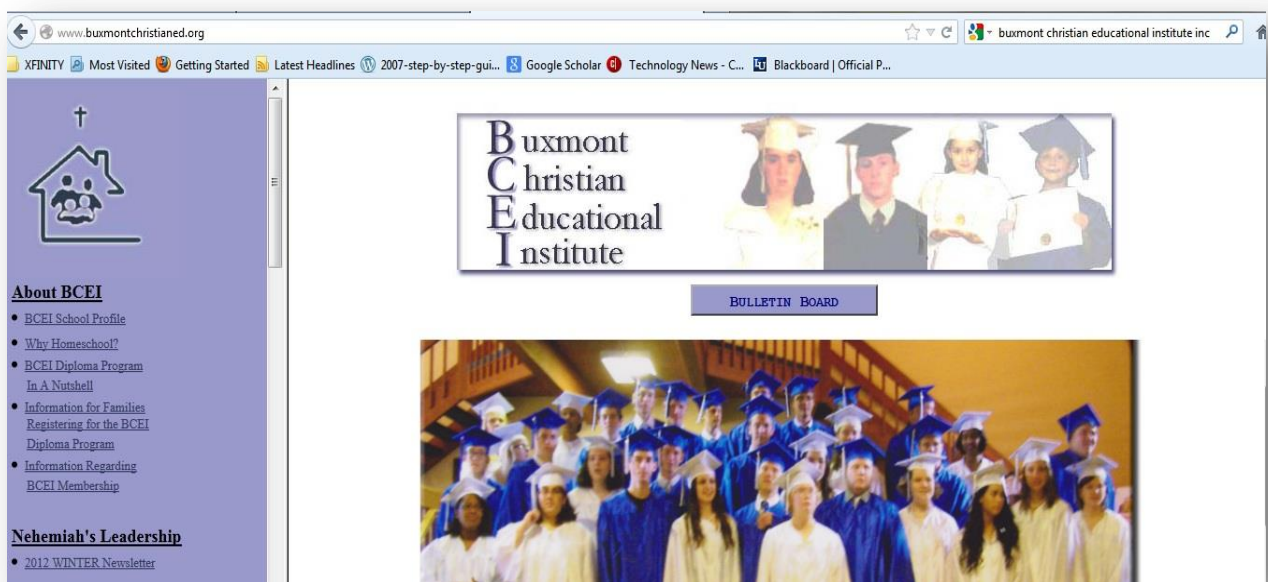 www.buxmontchristianed.org
buxmont christian educational institute inc
XFINITY Most Visited Getting Started Latest Headlines 2007-step-by-step-gui... Google Scholar Technology News - C... Blackboard | Official P...
Buxmont
Christian
Educational
Institute
BULLETIN BOARD
About BCEI
BCEI School Profile
Why Homeschool?
BCEI Diploma Program
In A Nutshell
Information for Families
Registering for the BCEI
Diploma Program
Information Regarding
BCEI Membership
Nehemiah's Leadership
2012 WINTER Newsletter